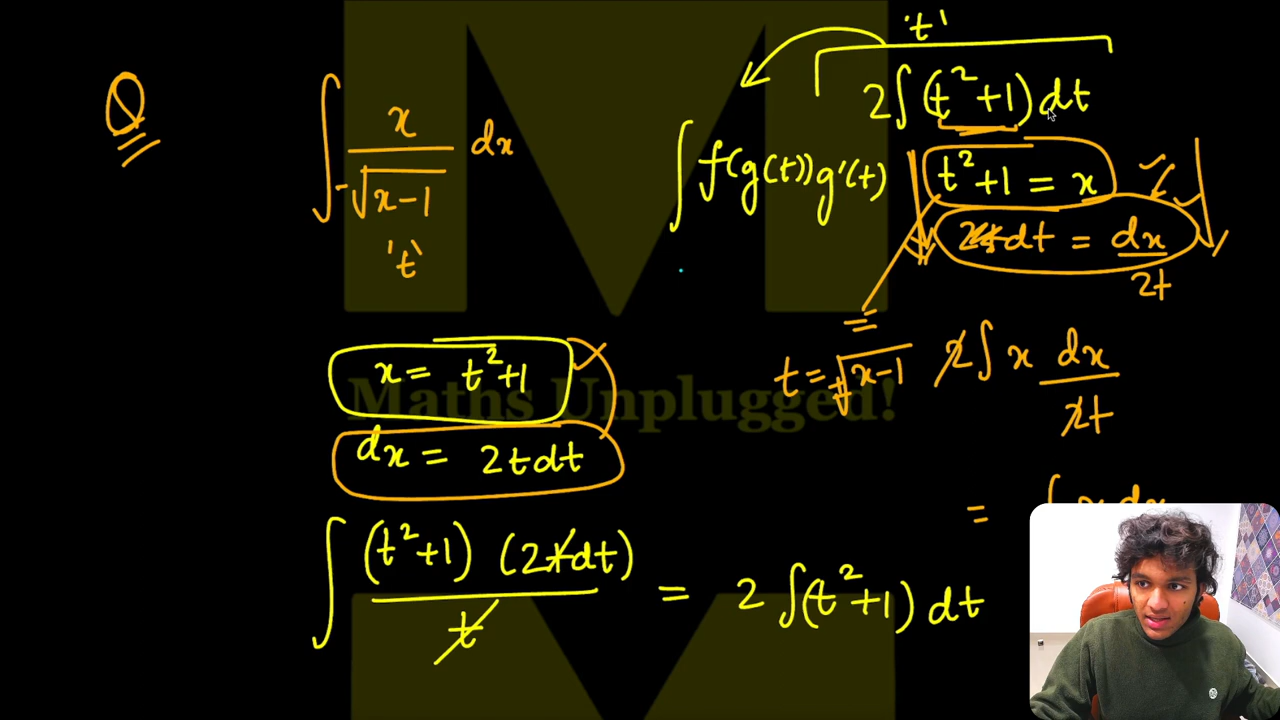 Q
∫ x / √(x-1) dx
't'
x = t²+1
dx = 2t dt
∫ (t²+1) (2t dt) / t = 2 ∫ (t²+1) dt
't'
2 ∫ (t²+1) dt
∫ f(g(t)) g'(t)
t²+1 = x
dt = dx / 2t
t = √(x-1)
2 ∫ x dx / 2t
=
Maths Unplugged!